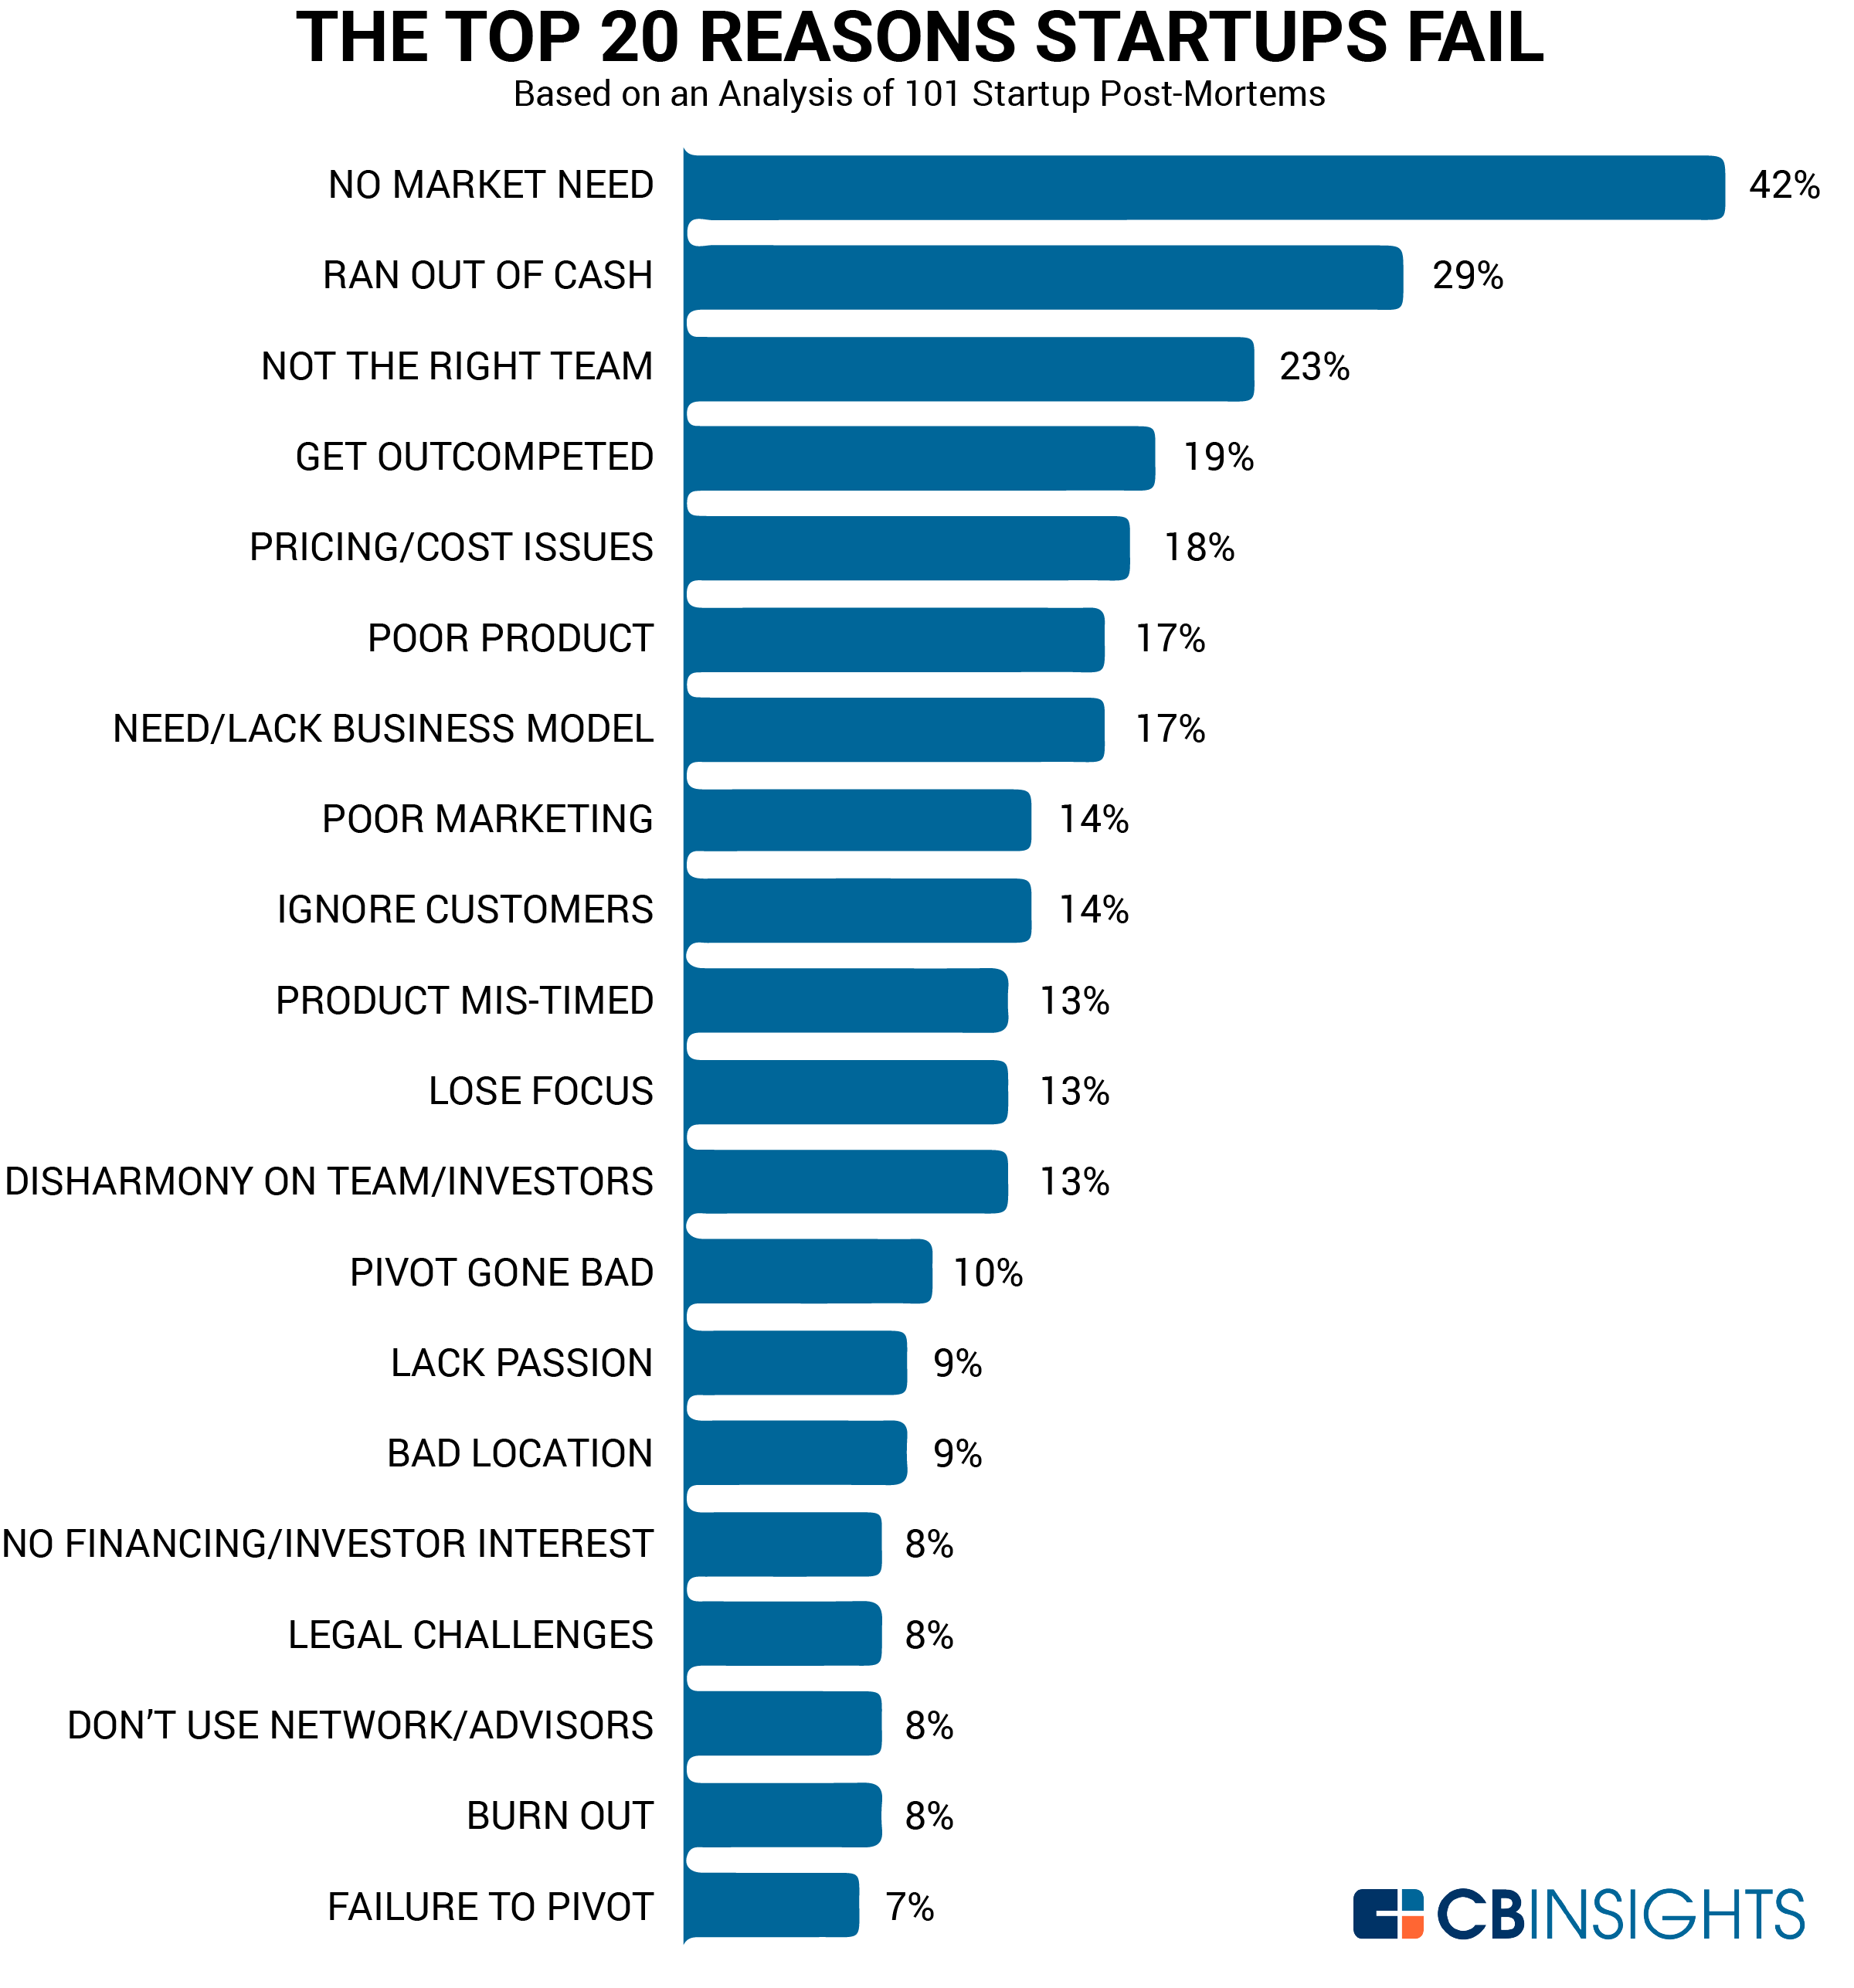 THE TOP 20 REASONS STARTUPS FAIL
Based on an Analysis of 101 Startup Post-Mortems
NO MARKET NEED 42%
RAN OUT OF CASH 29%
NOT THE RIGHT TEAM 23%
GET OUTCOMPETED 19%
PRICING/COST ISSUES 18%
POOR PRODUCT 17%
NEED/LACK BUSINESS MODEL 17%
POOR MARKETING 14%
IGNORE CUSTOMERS 14%
PRODUCT MIS-TIMED 13%
LOSE FOCUS 13%
DISHARMONY ON TEAM/INVESTORS 13%
PIVOT GONE BAD 10%
LACK PASSION 9%
BAD LOCATION 9%
NO FINANCING/INVESTOR INTEREST 8%
LEGAL CHALLENGES 8%
DON’T USE NETWORK/ADVISORS 8%
BURN OUT 8%
FAILURE TO PIVOT 7%
CBINSIGHTS